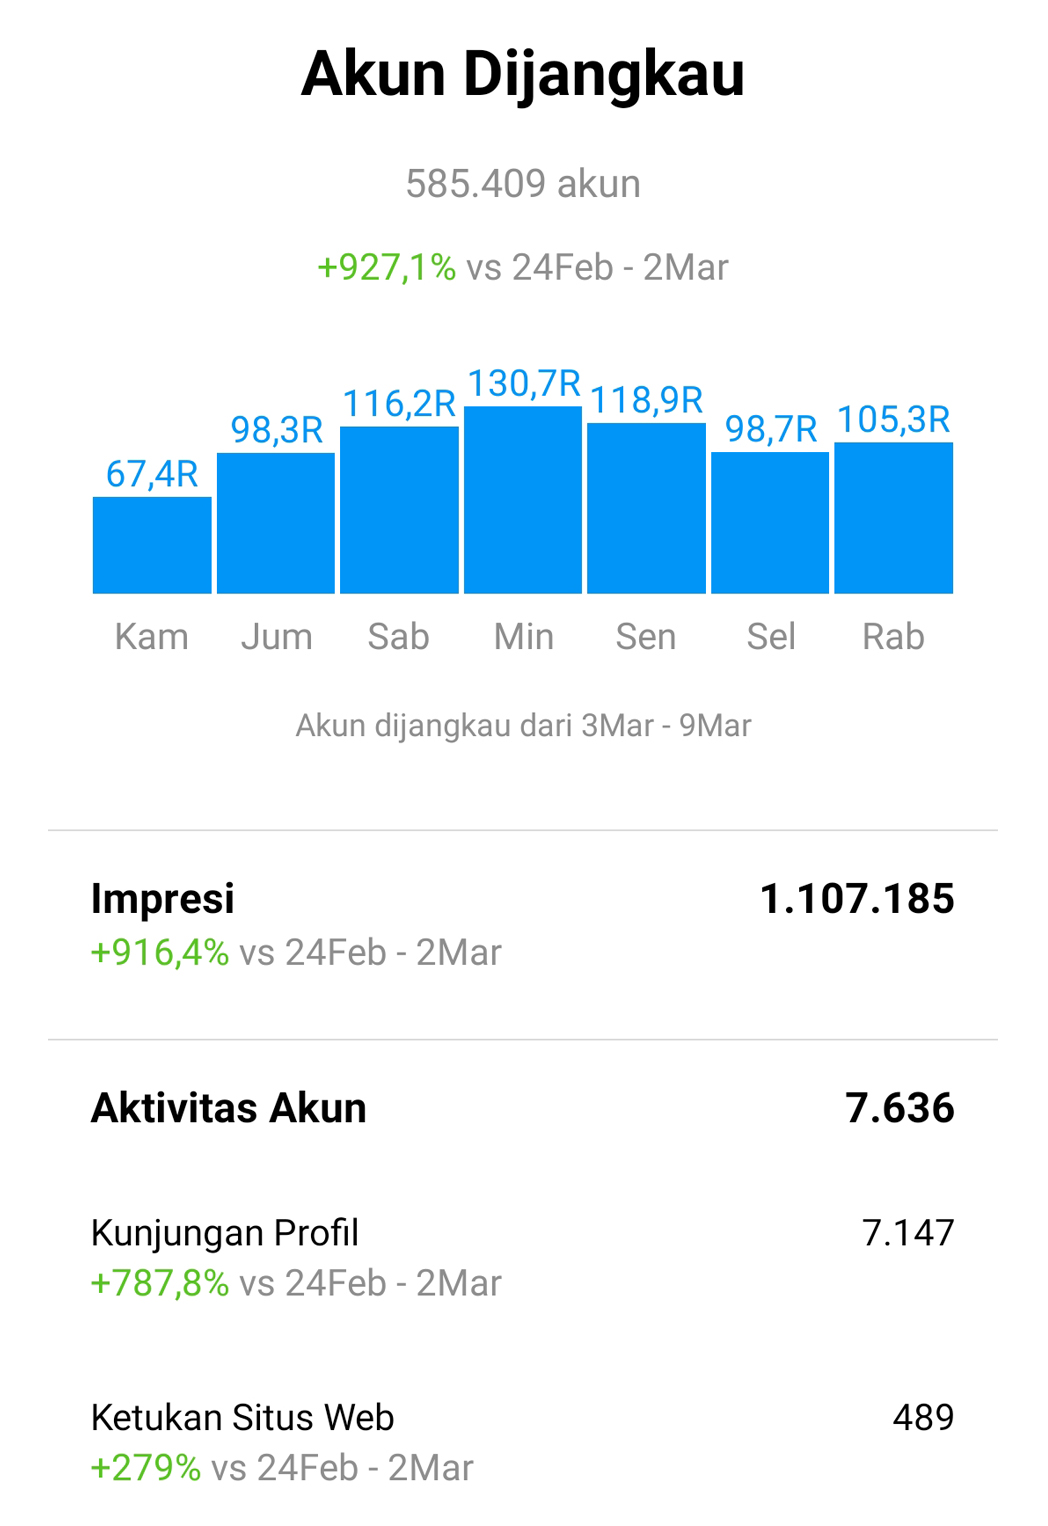 Akun Dijangkau
585.409 akun
+927,1% vs 24Feb - 2Mar
67,4R 98,3R 116,2R 130,7R 118,9R 98,7R 105,3R
Kam Jum Sab Min Sen Sel Rab
Akun dijangkau dari 3Mar - 9Mar
Impresi 1.107.185
+916,4% vs 24Feb - 2Mar
Aktivitas Akun 7.636
Kunjungan Profil 7.147
+787,8% vs 24Feb - 2Mar
Ketukan Situs Web 489
+279% vs 24Feb - 2Mar